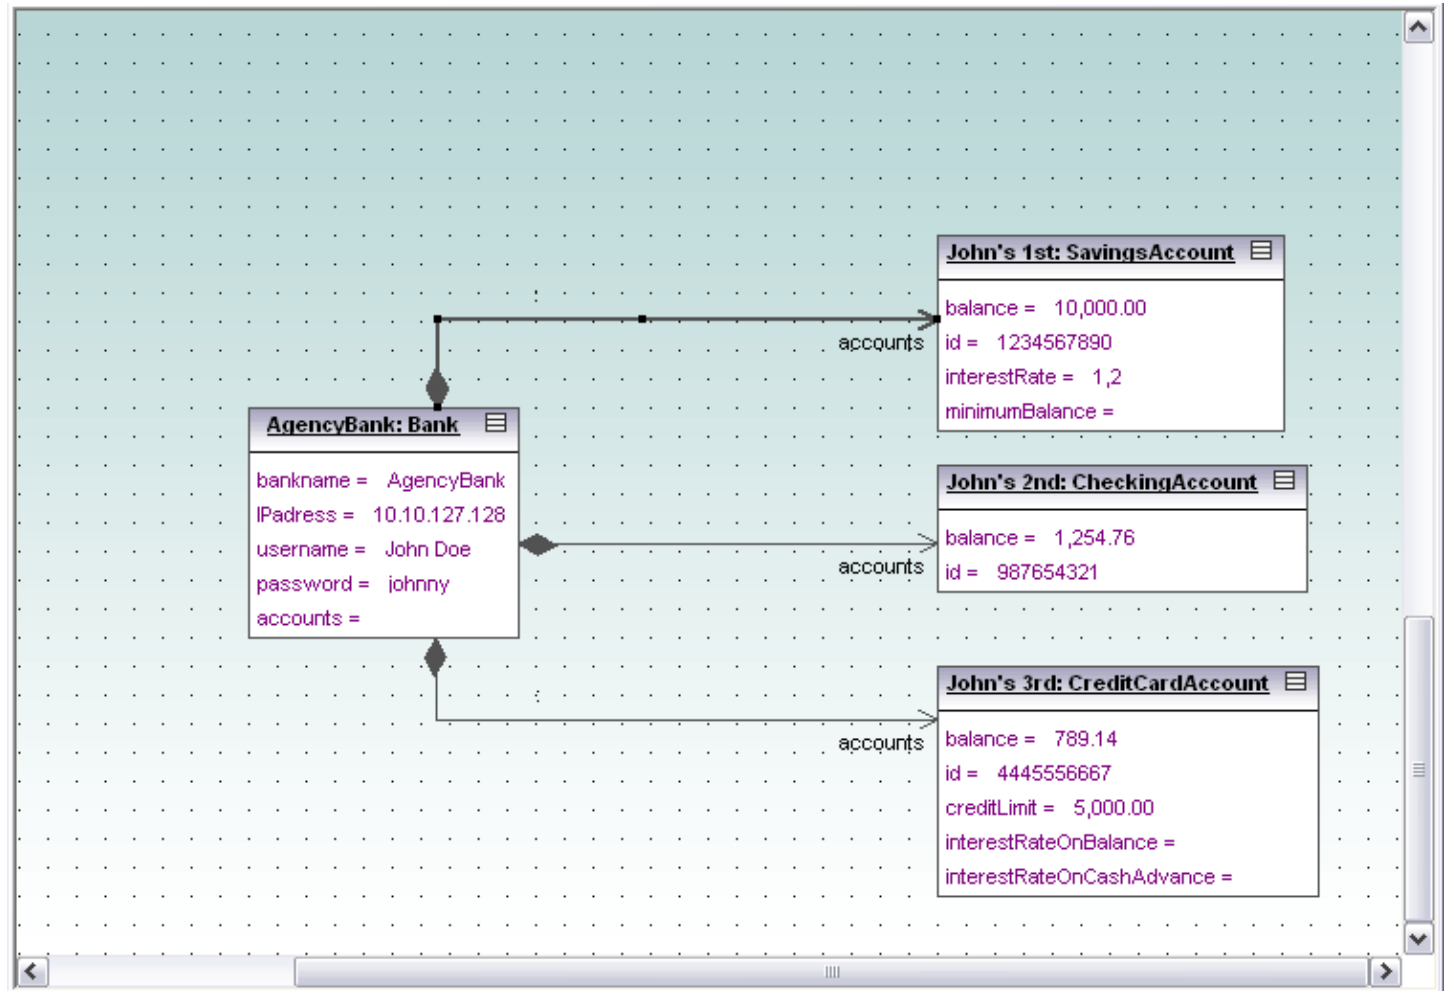 John's 1st: SavingsAccount
balance = 10,000.00
id = 1234567890
interestRate = 1,2
minimumBalance =
accounts
AgencyBank: Bank
bankname = AgencyBank
IPadress = 10.10.127.128
username = John Doe
password = johnny
accounts =
John's 2nd: CheckingAccount
balance = 1,254.76
id = 987654321
accounts
John's 3rd: CreditCardAccount
balance = 789.14
id = 4445556667
creditLimit = 5,000.00
interestRateOnBalance =
interestRateOnCashAdvance =
accounts